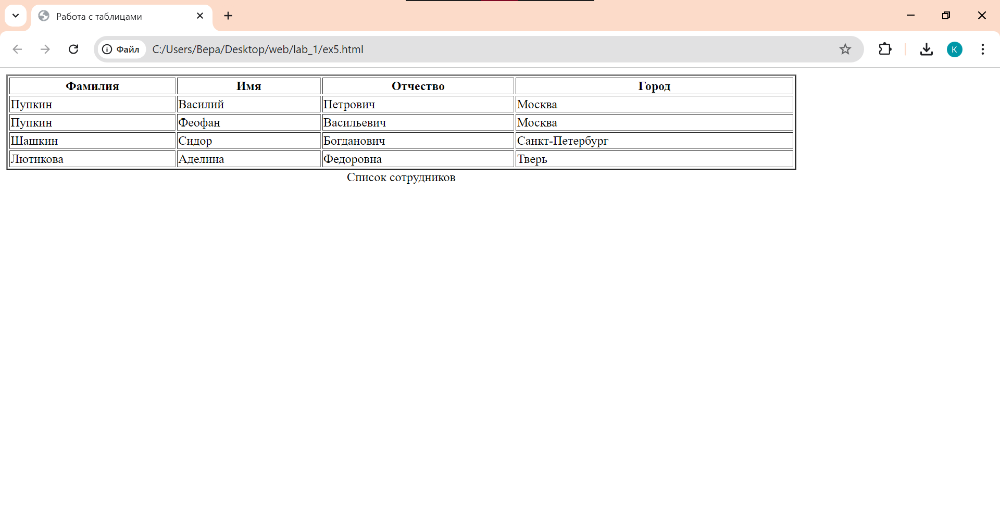 Работа с таблицами
Файл C:/Users/Вера/Desktop/web/lab_1/ex5.html K
Фамилия Имя Отчество Город
Пупкин Василий Петрович Москва
Пупкин Феофан Васильевич Москва
Шашкин Сидор Богданович Санкт-Петербург
Лютикова Аделина Федоровна Тверь
Список сотрудников